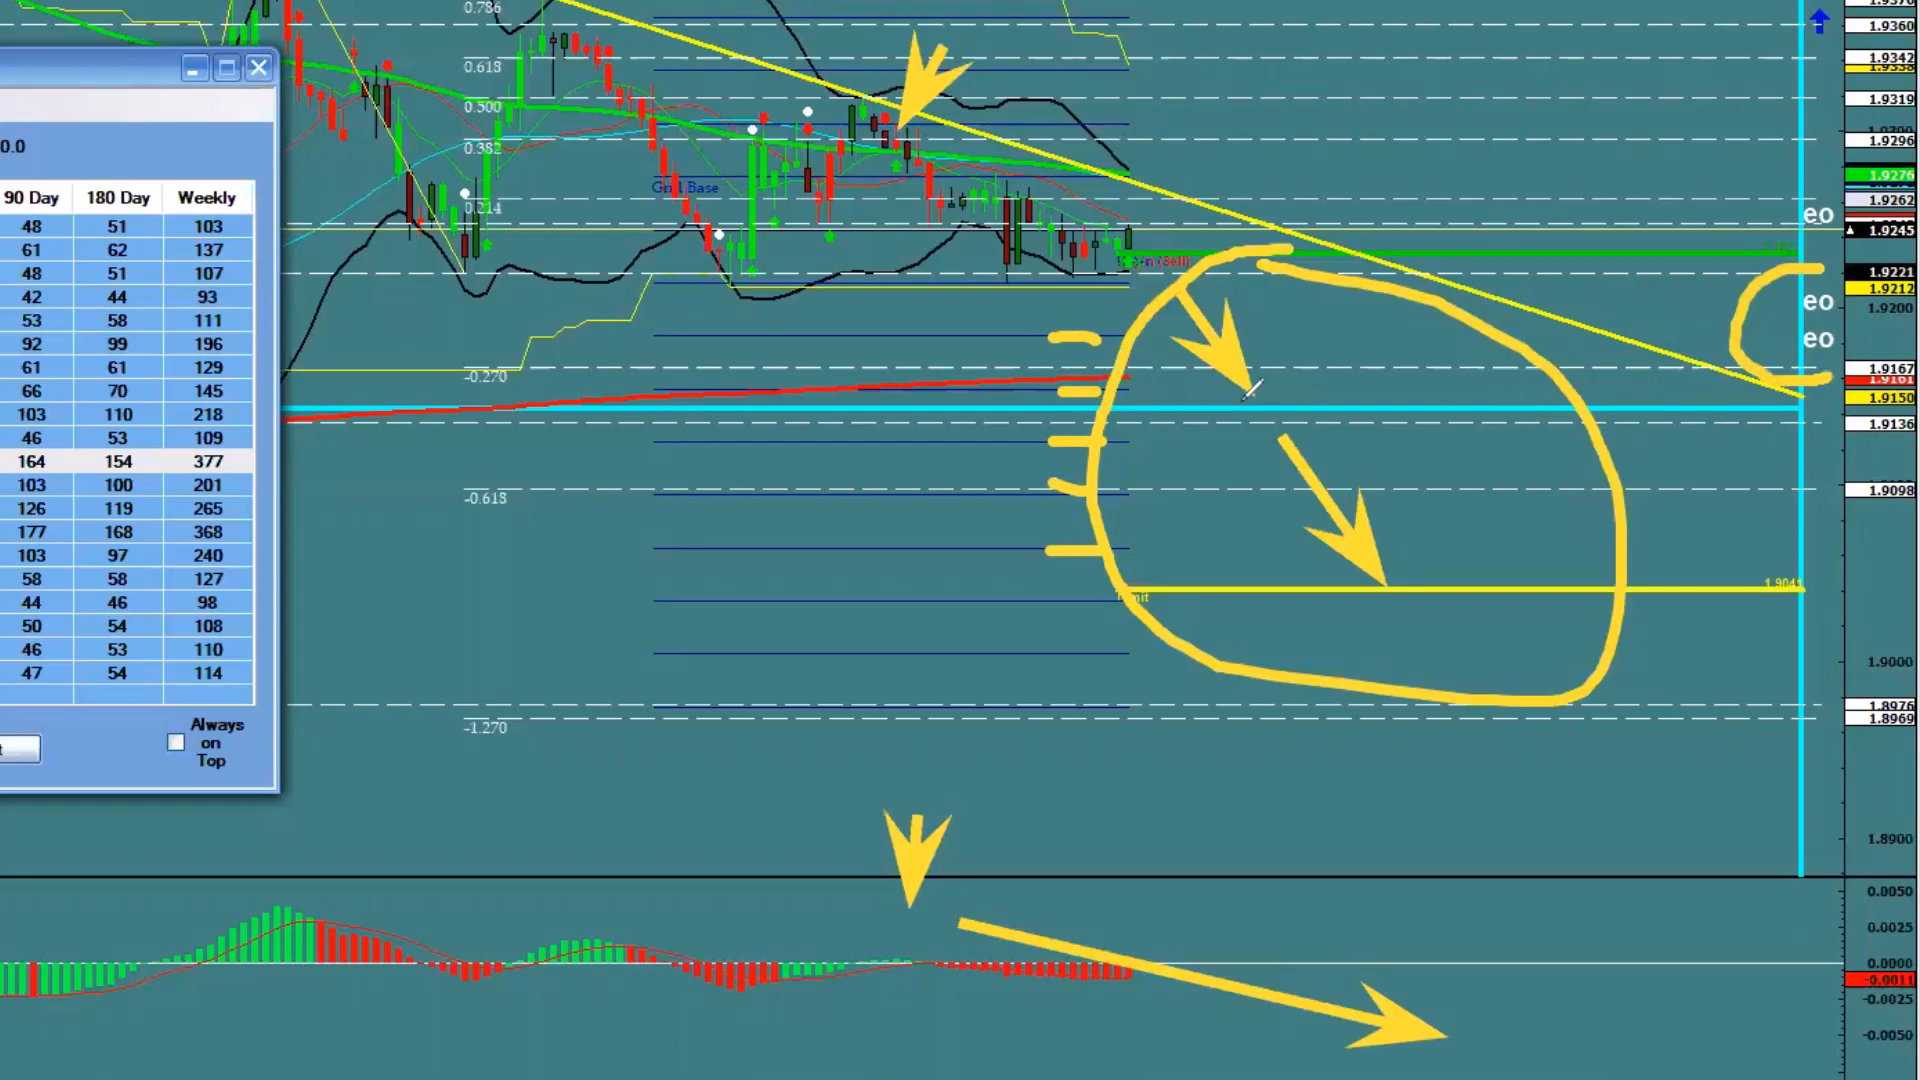 0.0
90 Day 180 Day Weekly
48 51 103
61 62 137
48 51 107
42 44 93
53 58 111
92 99 196
61 61 129
66 70 145
103 110 218
46 53 109
164 154 377
103 100 201
126 119 265
177 168 368
103 97 240
58 58 127
44 46 98
50 54 108
46 53 110
47 54 114
Always
on
Top
0.786
0.618
0.500
0.382
0.214
-0.270
-0.618
-1.270
(Sell)
1.9041
eo
eo
eo
1.9360
1.9342
1.9319
1.9296
1.9276
1.9262
1.9245
1.9221
1.9212
1.9200
1.9167
1.9161
1.9150
1.9136
1.9098
1.9000
1.8976
1.8969
1.8900
0.0050
0.0025
0.0000
-0.0011
-0.0025
-0.0050